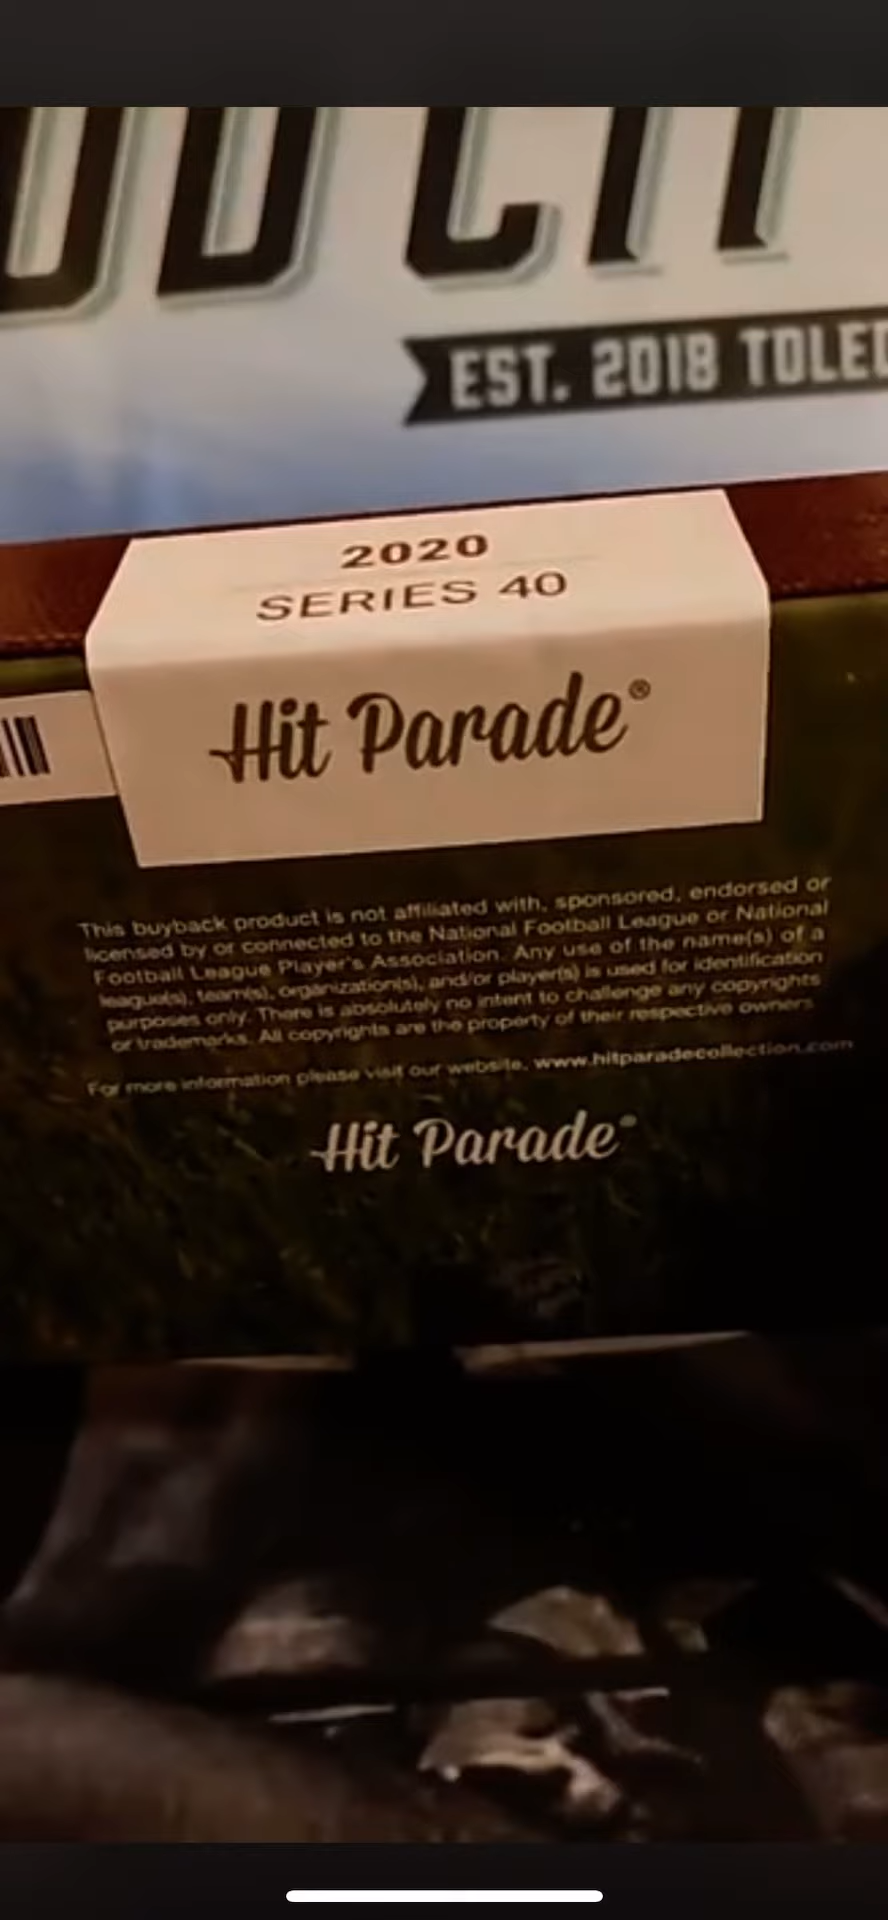 EST. 2018
2020
SERIES 40
Hit Parade®
This buyback product is not affiliated with, sponsored, endorsed or
licensed by or connected to the National Football League or National
Football League Player's Association. Any use of the name(s) of a
league(s), team(s), organization(s), and/or player(s) is used for identification
purposes only. There is absolutely no intent to challenge any copyrights
or trademarks. All copyrights are the property of their respective owners
For more information please visit our website, www.hitparadecollection.com
Hit Parade®